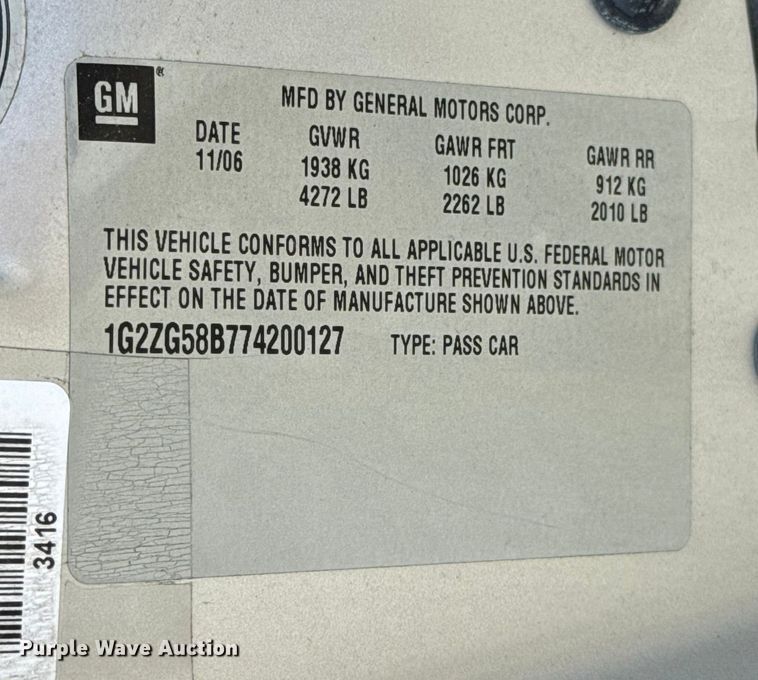 GM
MFD BY GENERAL MOTORS CORP.
DATE GVWR GAWR FRT GAWR RR
11/06 1938 KG 1026 KG 912 KG
4272 LB 2262 LB 2010 LB
THIS VEHICLE CONFORMS TO ALL APPLICABLE U.S. FEDERAL MOTOR
VEHICLE SAFETY, BUMPER, AND THEFT PREVENTION STANDARDS IN
EFFECT ON THE DATE OF MANUFACTURE SHOWN ABOVE.
1G2ZG58B774200127 TYPE: PASS CAR
3416
Purple Wave Auction